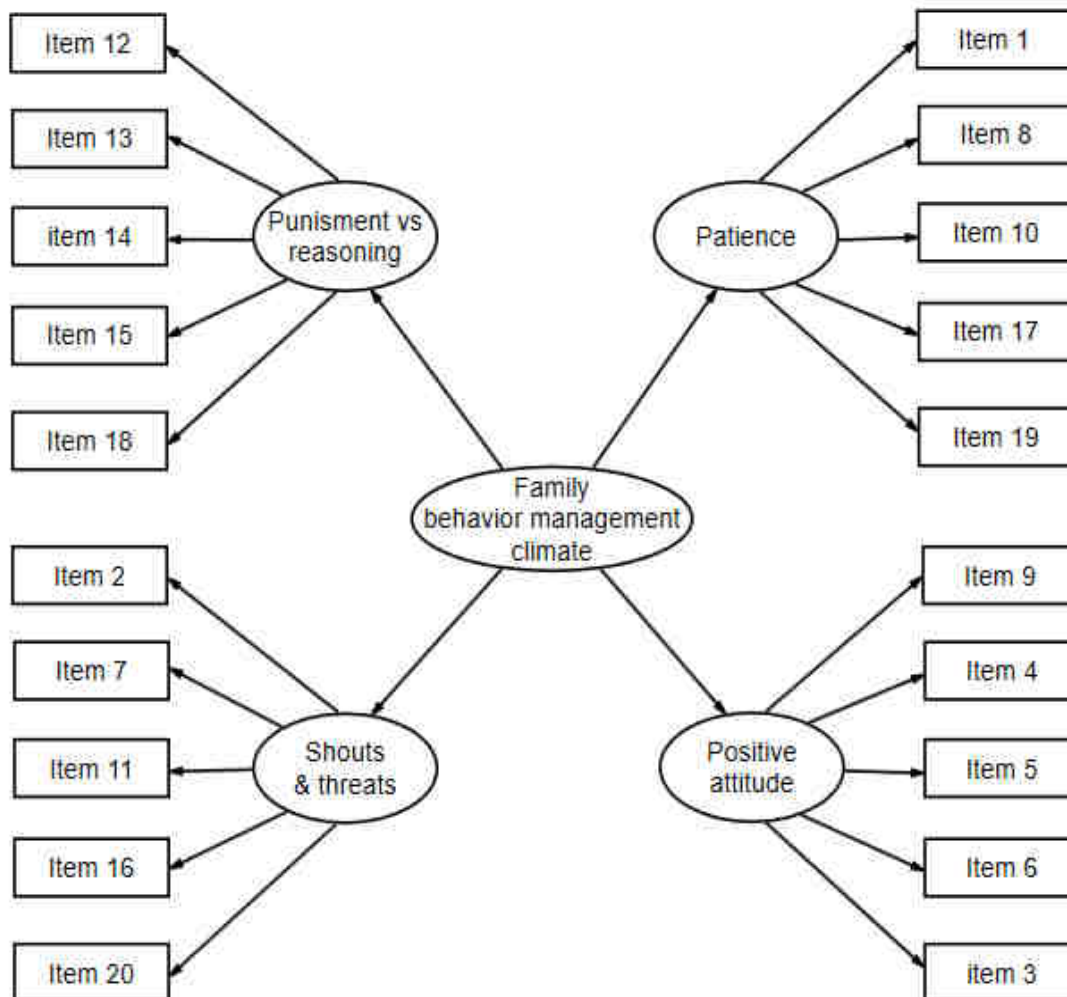 Item 12
Item 13
item 14
Item 15
Item 18
Punisment vs
reasoning
Item 1
Item 8
Item 10
Item 17
Item 19
Patience
Family
behavior management
climate
Item 2
Item 7
Item 11
Item 16
Item 20
Shouts
& threats
Item 9
Item 4
Item 5
Item 6
item 3
Positive
attitude